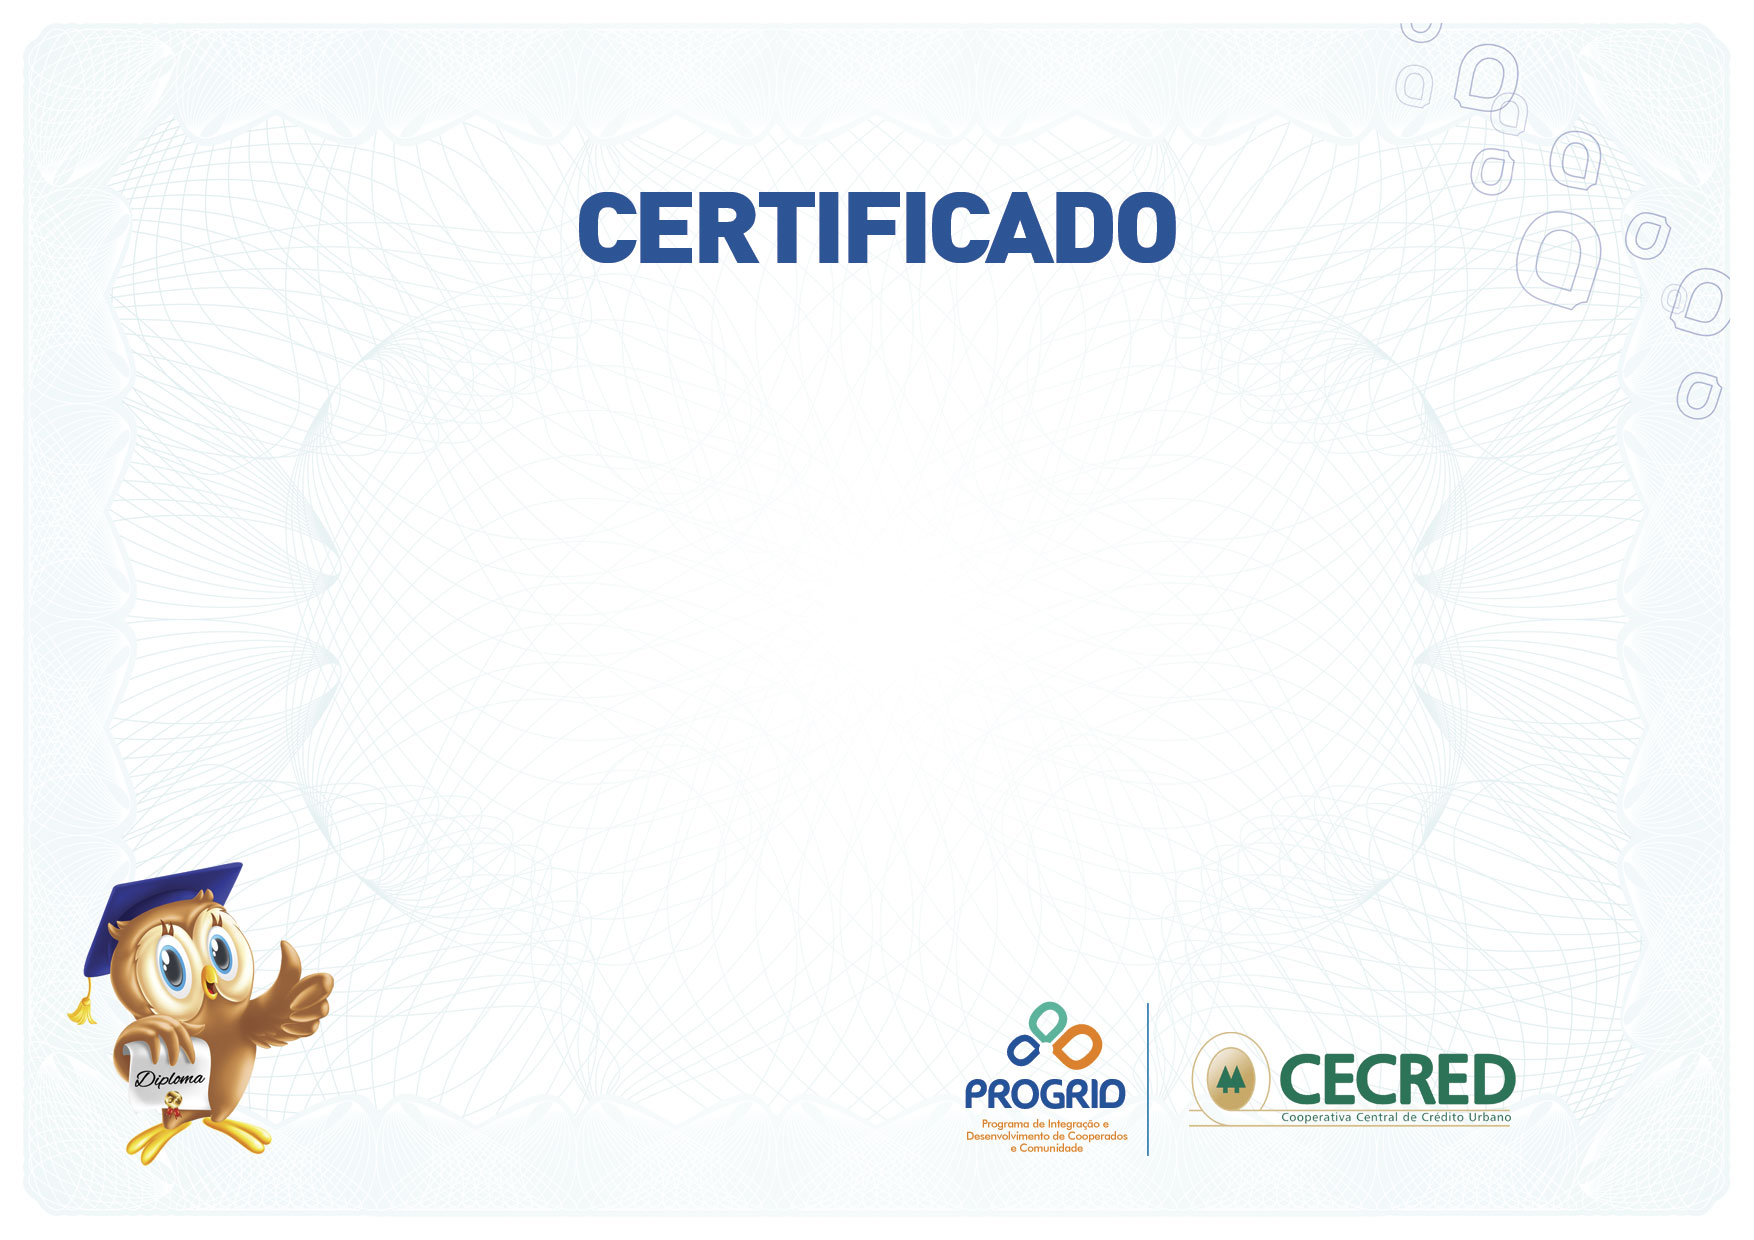 CERTIFICADO
Diploma
PROGRID
Programa de Integração e
Desenvolvimento de Cooperados
e Comunidade
CECRED
Cooperativa Central de Crédito Urbano